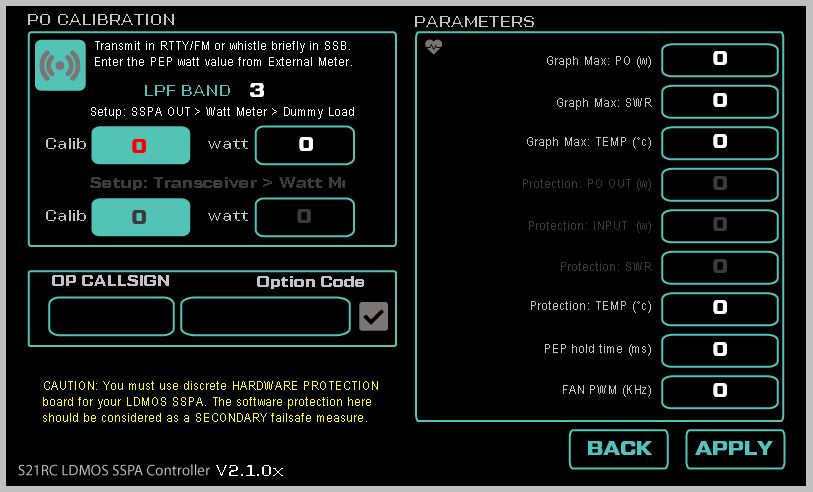 PO CALIBRATION
Transmit in RTTY/FM or whistle briefly in SSB.
Enter the PEP watt value from External Meter.
LPF BAND 3
Setup: SSPA OUT > Watt Meter > Dummy Load
Calib 0 watt 0
Setup: Transceiver > Watt
Calib 0 watt 0
OP CALLSIGN Option Code
CAUTION: You must use discrete HARDWARE PROTECTION
board for your LDMOS SSPA. The software protection here
should be considered as a SECONDARY failsafe measure.
S21RC LDMOS SSPA Controller V2.1.0x
PARAMETERS
Graph Max: PO (w) 0
Graph Max: SWR 0
Graph Max: TEMP (°c) 0
Protection: PO OUT (w) 0
Protection: INPUT (w) 0
Protection: SWR 0
Protection: TEMP (°c) 0
PEP hold time (ms) 0
FAN PWM (KHz) 0
BACK APPLY